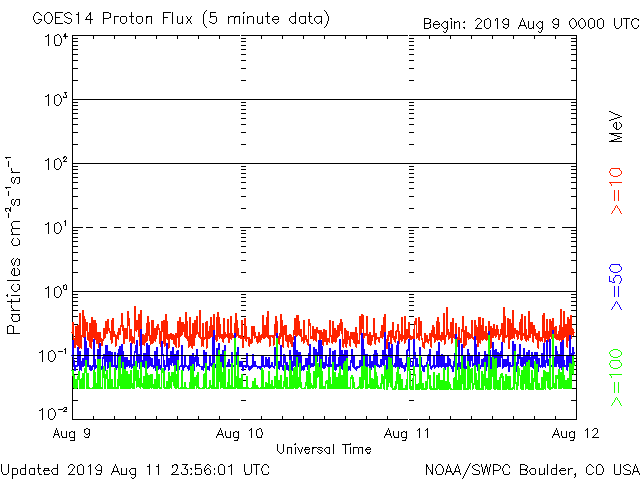 GOES14 Proton Flux (5 minute data)
Begin: 2019 Aug 9 0000 UTC
10⁴
10³
10²
10¹
10⁰
10⁻¹
10⁻²
Particles cm⁻²s⁻¹sr⁻¹
MeV
>=10
>=50
>=100
Aug 9
Aug 10
Aug 11
Aug 12
Universal Time
Updated 2019 Aug 11 23:56:01 UTC
NOAA/SWPC Boulder, CO USA